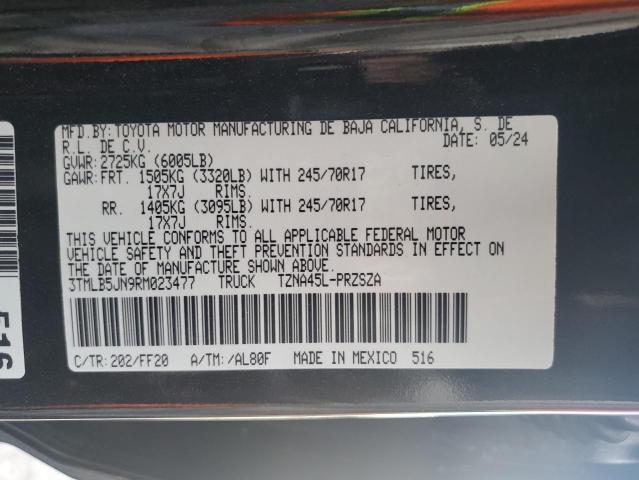 MFD.BY: TOYOTA MOTOR MANUFACTURING DE BAJA CALIFORNIA, S. DE
R.L. DE C.V. DATE: 05/24
GVWR: 2725KG (6005LB)
GAWR: FRT. 1505KG (3320LB) WITH 245/70R17 TIRES,
17X7J RIMS.
RR. 1405KG (3095LB) WITH 245/70R17 TIRES,
17X7J RIMS.
THIS VEHICLE CONFORMS TO ALL APPLICABLE FEDERAL MOTOR
VEHICLE SAFETY AND THEFT PREVENTION STANDARDS IN EFFECT ON
THE DATE OF MANUFACTURE SHOWN ABOVE.
3TMLB5JN9RM023477 TRUCK TZNA45L-PRZSZA
C/TR: 202/FF20 A/TM: /AL80F MADE IN MEXICO 516
516